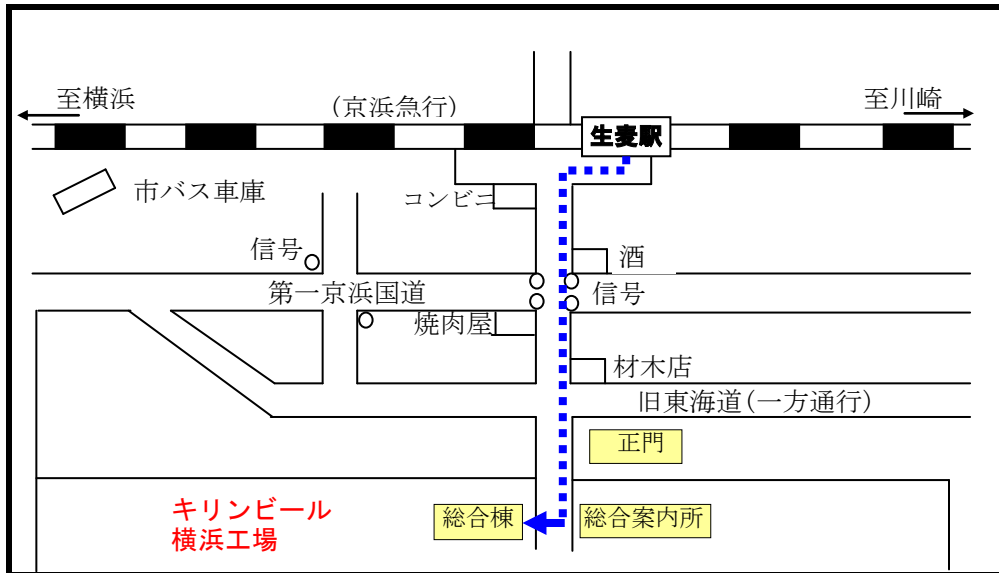 至横浜
(京浜急行)
至川崎
生麦駅
市バス車庫
コンビニ
信号
酒
第一京浜国道
信号
焼肉屋
材木店
旧東海道(一方通行)
正門
キリンビール
横浜工場
総合棟
総合案内所